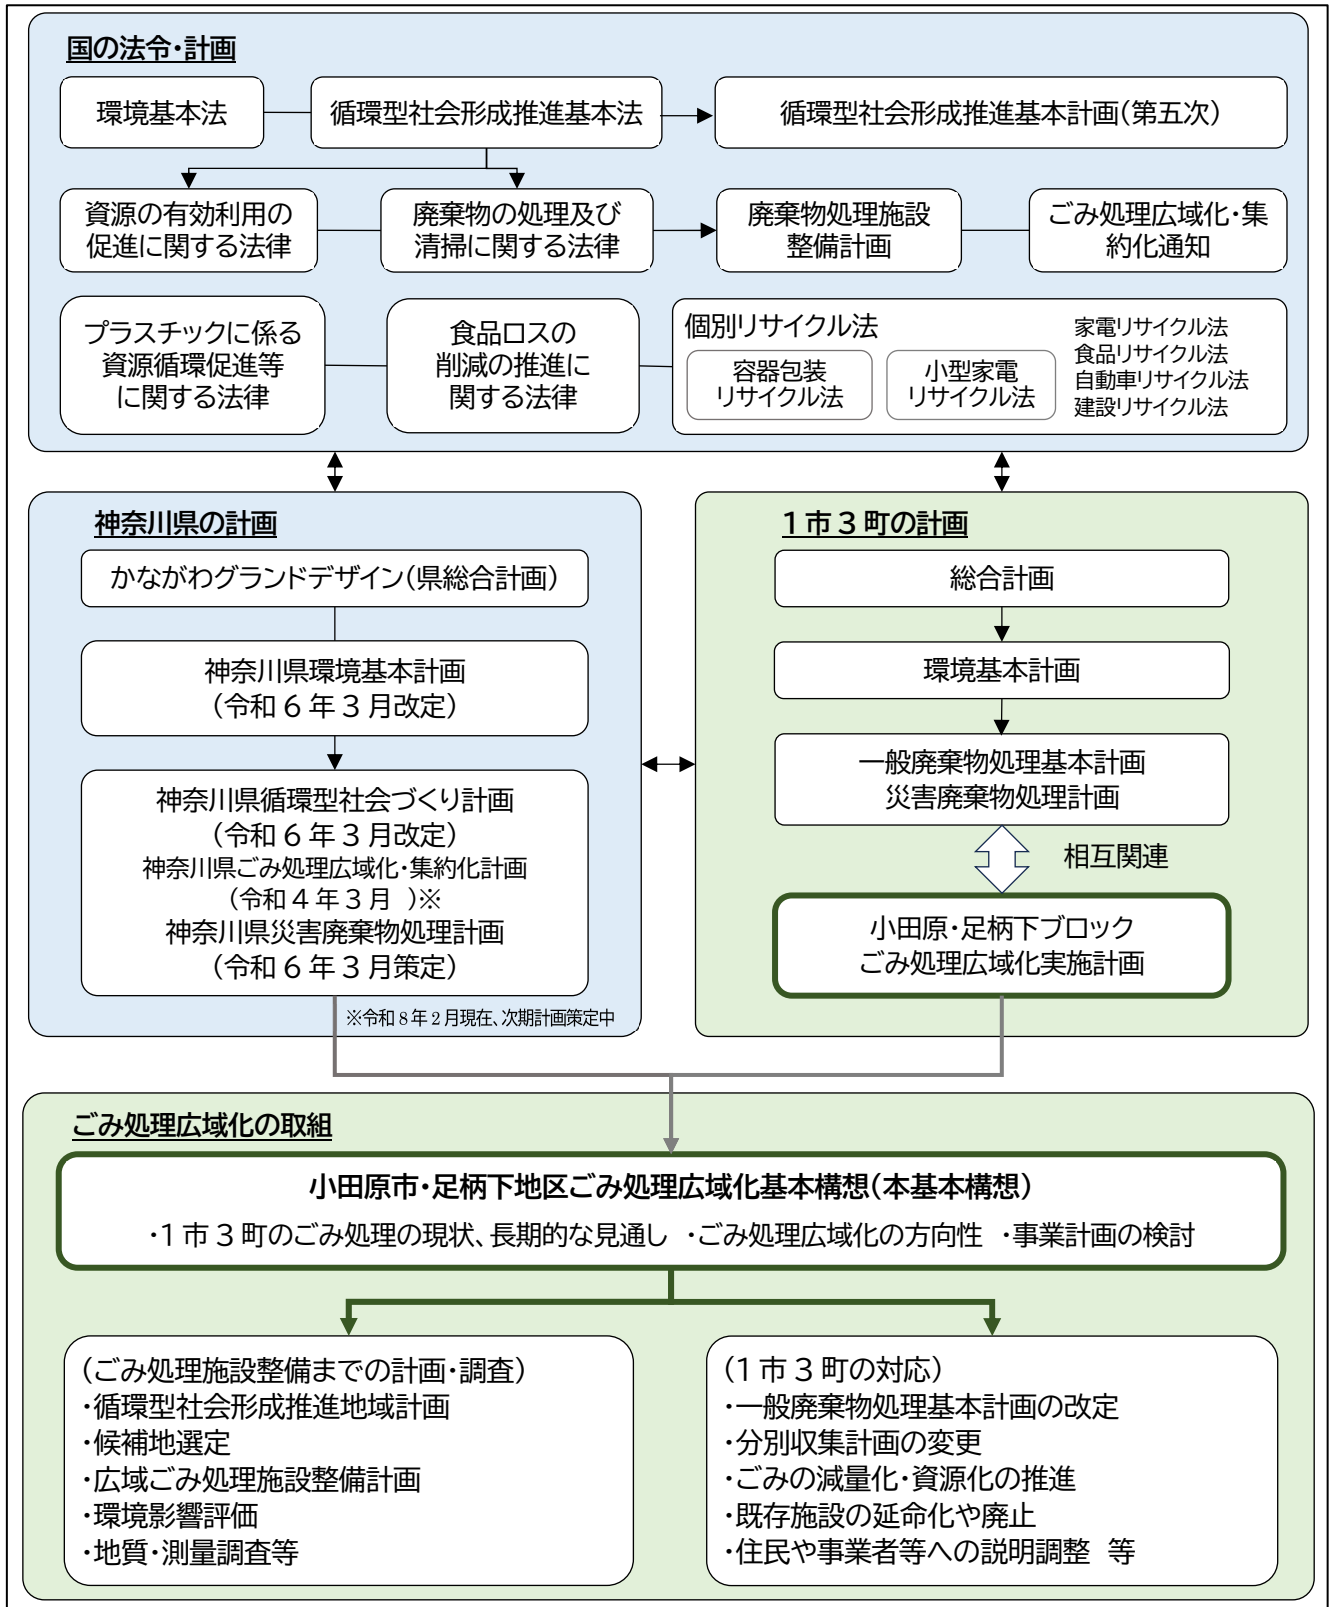 国の法令・計画
環境基本法
循環型社会形成推進基本法
循環型社会形成推進基本計画(第五次)
資源の有効利用の
促進に関する法律
廃棄物の処理及び
清掃に関する法律
廃棄物処理施設
整備計画
ごみ処理広域化・集
約化通知
プラスチックに係る
資源循環促進等
に関する法律
食品ロスの
削減の推進に
関する法律
個別リサイクル法
容器包装
リサイクル法
小型家電
リサイクル法
家電リサイクル法
食品リサイクル法
自動車リサイクル法
建設リサイクル法
神奈川県の計画
かながわグランドデザイン(県総合計画)
神奈川県環境基本計画
(令和6年3月改定)
神奈川県循環型社会づくり計画
(令和6年3月改定)
神奈川県ごみ処理広域化・集約化計画
(令和4年3月 )※
神奈川県災害廃棄物処理計画
(令和6年3月策定)
※令和8年2月現在、次期計画策定中
1市3町の計画
総合計画
環境基本計画
一般廃棄物処理基本計画
災害廃棄物処理計画
相互関連
小田原・足柄下ブロック
ごみ処理広域化実施計画
ごみ処理広域化の取組
小田原市・足柄下地区ごみ処理広域化基本構想(本基本構想)
・1市3町のごみ処理の現状、長期的な見通し ・ごみ処理広域化の方向性 ・事業計画の検討
(ごみ処理施設整備までの計画・調査)
・循環型社会形成推進地域計画
・候補地選定
・広域ごみ処理施設整備計画
・環境影響評価
・地質・測量調査等
(1市3町の対応)
・一般廃棄物処理基本計画の改定
・分別収集計画の変更
・ごみの減量化・資源化の推進
・既存施設の延命化や廃止
・住民や事業者等への説明調整 等